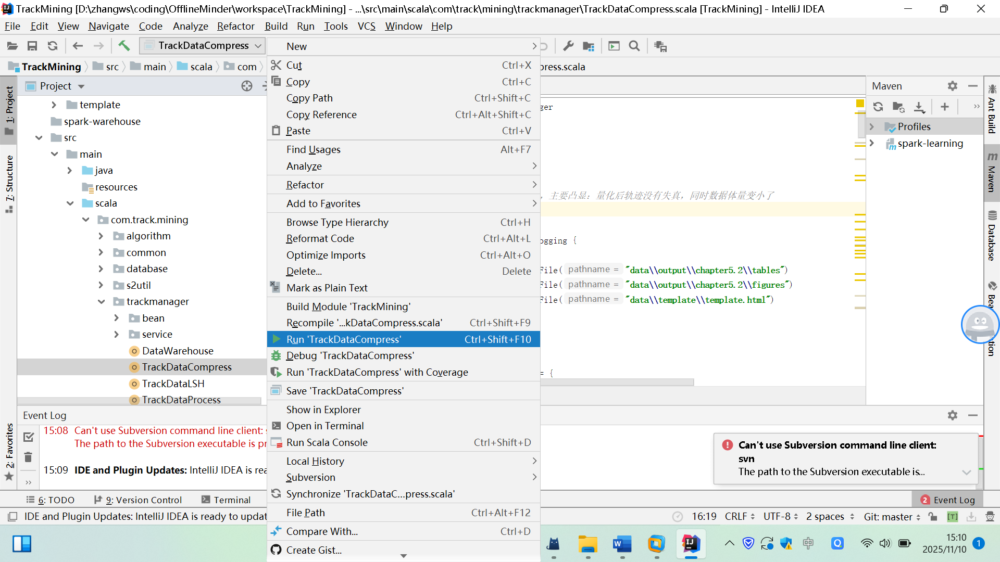 TrackMining [D:\zhangws\coding\OfflineMinder\workspace\TrackMining] - ...\src\main\scala\com\track\mining\trackmanager\TrackDataCompress.scala [TrackMining] - IntelliJ IDEA
File Edit View Navigate Code Analyze Refactor Build Run Tools VCS Window Help
TrackDataCompress
TrackMining src main scala com press.scala
1: Project
7: Structure
2: Favorites
Project
template
spark-warehouse
src
main
java
resources
scala
com.track.mining
algorithm
common
database
s2util
trackmanager
bean
service
DataWarehouse
TrackDataCompress
TrackDataLSH
TrackDataProcess
New
Cut Ctrl+X
Copy Ctrl+C
Copy Path Ctrl+Shift+C
Copy Reference Ctrl+Alt+Shift+C
Paste Ctrl+V
Find Usages Alt+F7
Analyze
Refactor
Add to Favorites
Browse Type Hierarchy Ctrl+H
Reformat Code Ctrl+Alt+L
Optimize Imports Ctrl+Alt+O
Delete... Delete
Mark as Plain Text
Build Module 'TrackMining'
Recompile '...kDataCompress.scala' Ctrl+Shift+F9
Run 'TrackDataCompress' Ctrl+Shift+F10
Debug 'TrackDataCompress'
Run 'TrackDataCompress' with Coverage
Save 'TrackDataCompress'
Show in Explorer
Open in Terminal
Run Scala Console Ctrl+Shift+D
Local History
Subversion
Synchronize 'TrackDataC...press.scala'
File Path Ctrl+Alt+F12
Compare With... Ctrl+D
Create Gist...
ger
，主要凸显：量化后轨迹没有失真，同时数据体量变小了
ogging {
File( pathname = "data\\output\\chapter5.2\\tables")
File( pathname = "data\\output\\chapter5.2\\figures")
File( pathname = "data\\template\\template.html")
= {
Maven
Profiles
spark-learning
Ant Build
Maven
Database
Bea
tion
Event Log
15:08 Can't use Subversion command line client: s
The path to the Subversion executable is pr
15:09 IDE and Plugin Updates: IntelliJ IDEA is rea
Can't use Subversion command line client:
svn
The path to the Subversion executable is...
6: TODO 9: Version Control Terminal 2 Event Log
IDE and Plugin Updates: IntelliJ IDEA is ready to updat 16:19 CRLF UTF-8 2 spaces Git: master [T]
中
15:10
2025/11/10
1